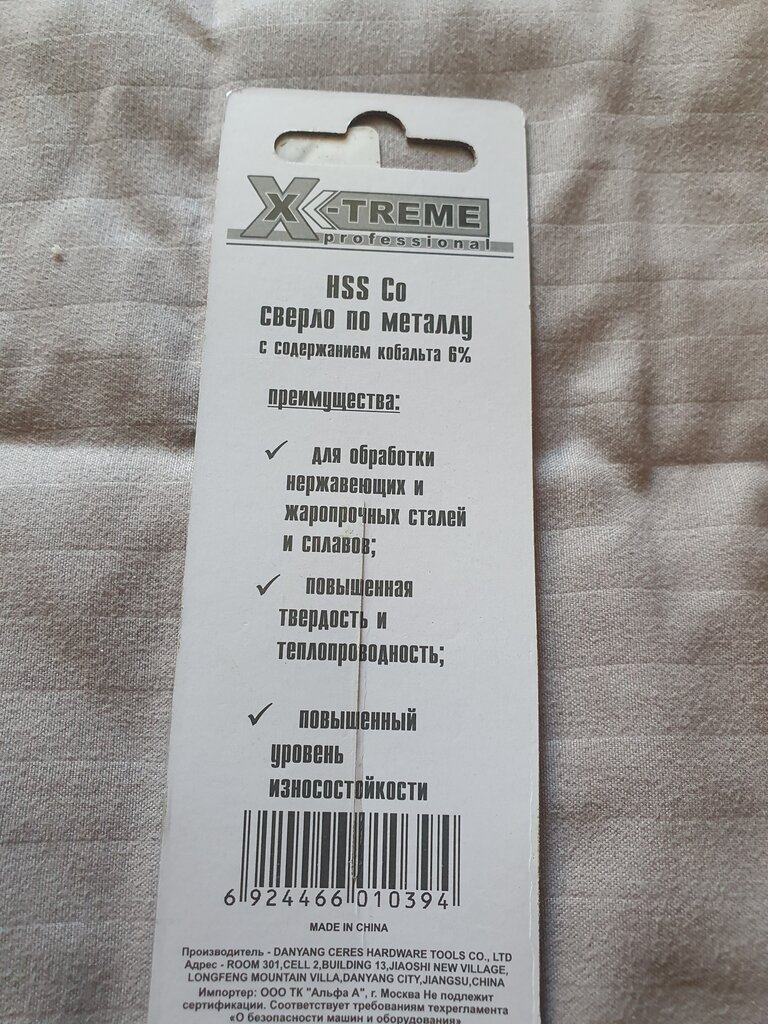 X-TREME
professional
HSS Co
сверло по металлу
с содержанием кобальта 6%
преимущества:
для обработки
нержавеющих и
жаропрочных сталей
и сплавов;
повышенная
твердость и
теплопроводность;
повышенный
уровень
износостойкости
6 924466 010394
MADE IN CHINA
Производитель - DANYANG CERES HARDWARE TOOLS CO., LTD
Адрес - ROOM 301,CELL 2,BUILDING 13,JIAOSHI NEW VILLAGE,
LONGFENG MOUNTAIN VILLA,DANYANG CITY,JIANGSU,CHINA
Импортер: ООО ТК "Альфа А", г. Москва Не подлежит
сертификации. Соответствует требованиям техрегламента
«О безопасности машин и оборудования»